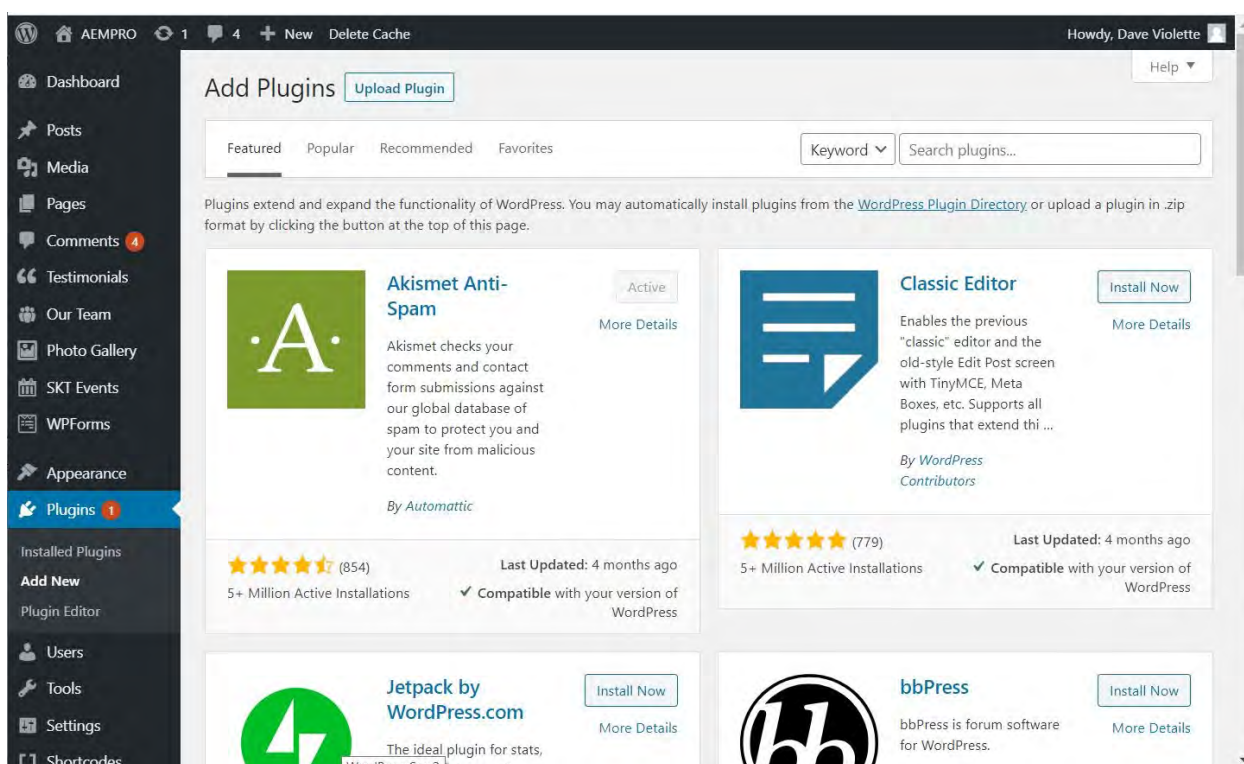 AEMPRO 1 4 New Delete Cache Howdy, Dave Violette
Help
Dashboard
Posts
Media
Pages
Comments 4
Testimonials
Our Team
Photo Gallery
SKT Events
WPForms
Appearance
Plugins 1
Installed Plugins
Add New
Plugin Editor
Users
Tools
Settings
Shortcodes
Add Plugins Upload Plugin
Featured Popular Recommended Favorites Keyword Search plugins...
Plugins extend and expand the functionality of WordPress. You may automatically install plugins from the WordPress Plugin Directory or upload a plugin in .zip
format by clicking the button at the top of this page.
·A·
Akismet Anti-
Spam
Active
More Details
Akismet checks your
comments and contact
form submissions against
our global database of
spam to protect you and
your site from malicious
content.
By Automattic
(854)
5+ Million Active Installations
Last Updated: 4 months ago
Compatible with your version of
WordPress
Classic Editor
Install Now
More Details
Enables the previous
"classic" editor and the
old-style Edit Post screen
with TinyMCE, Meta
Boxes, etc. Supports all
plugins that extend thi ...
By WordPress
Contributors
(779)
5+ Million Active Installations
Last Updated: 4 months ago
Compatible with your version of
WordPress
Jetpack by
WordPress.com
Install Now
More Details
The ideal plugin for stats,
bb
bbPress
Install Now
More Details
bbPress is forum software
for WordPress.